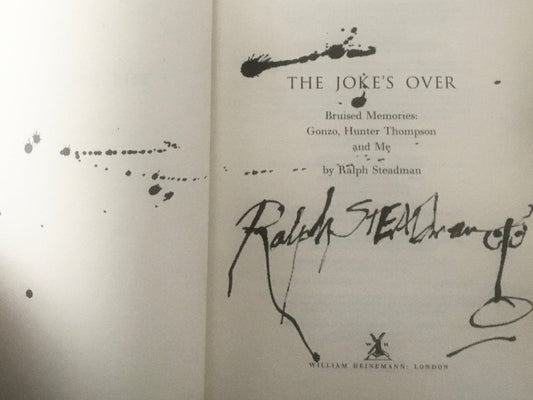 THE JOKE'S OVER
Bruised Memories:
Gonzo, Hunter Thompson
and Me
by Ralph Steadman
Ralph STEADman
W H
WILLIAM HEINEMANN: LONDON